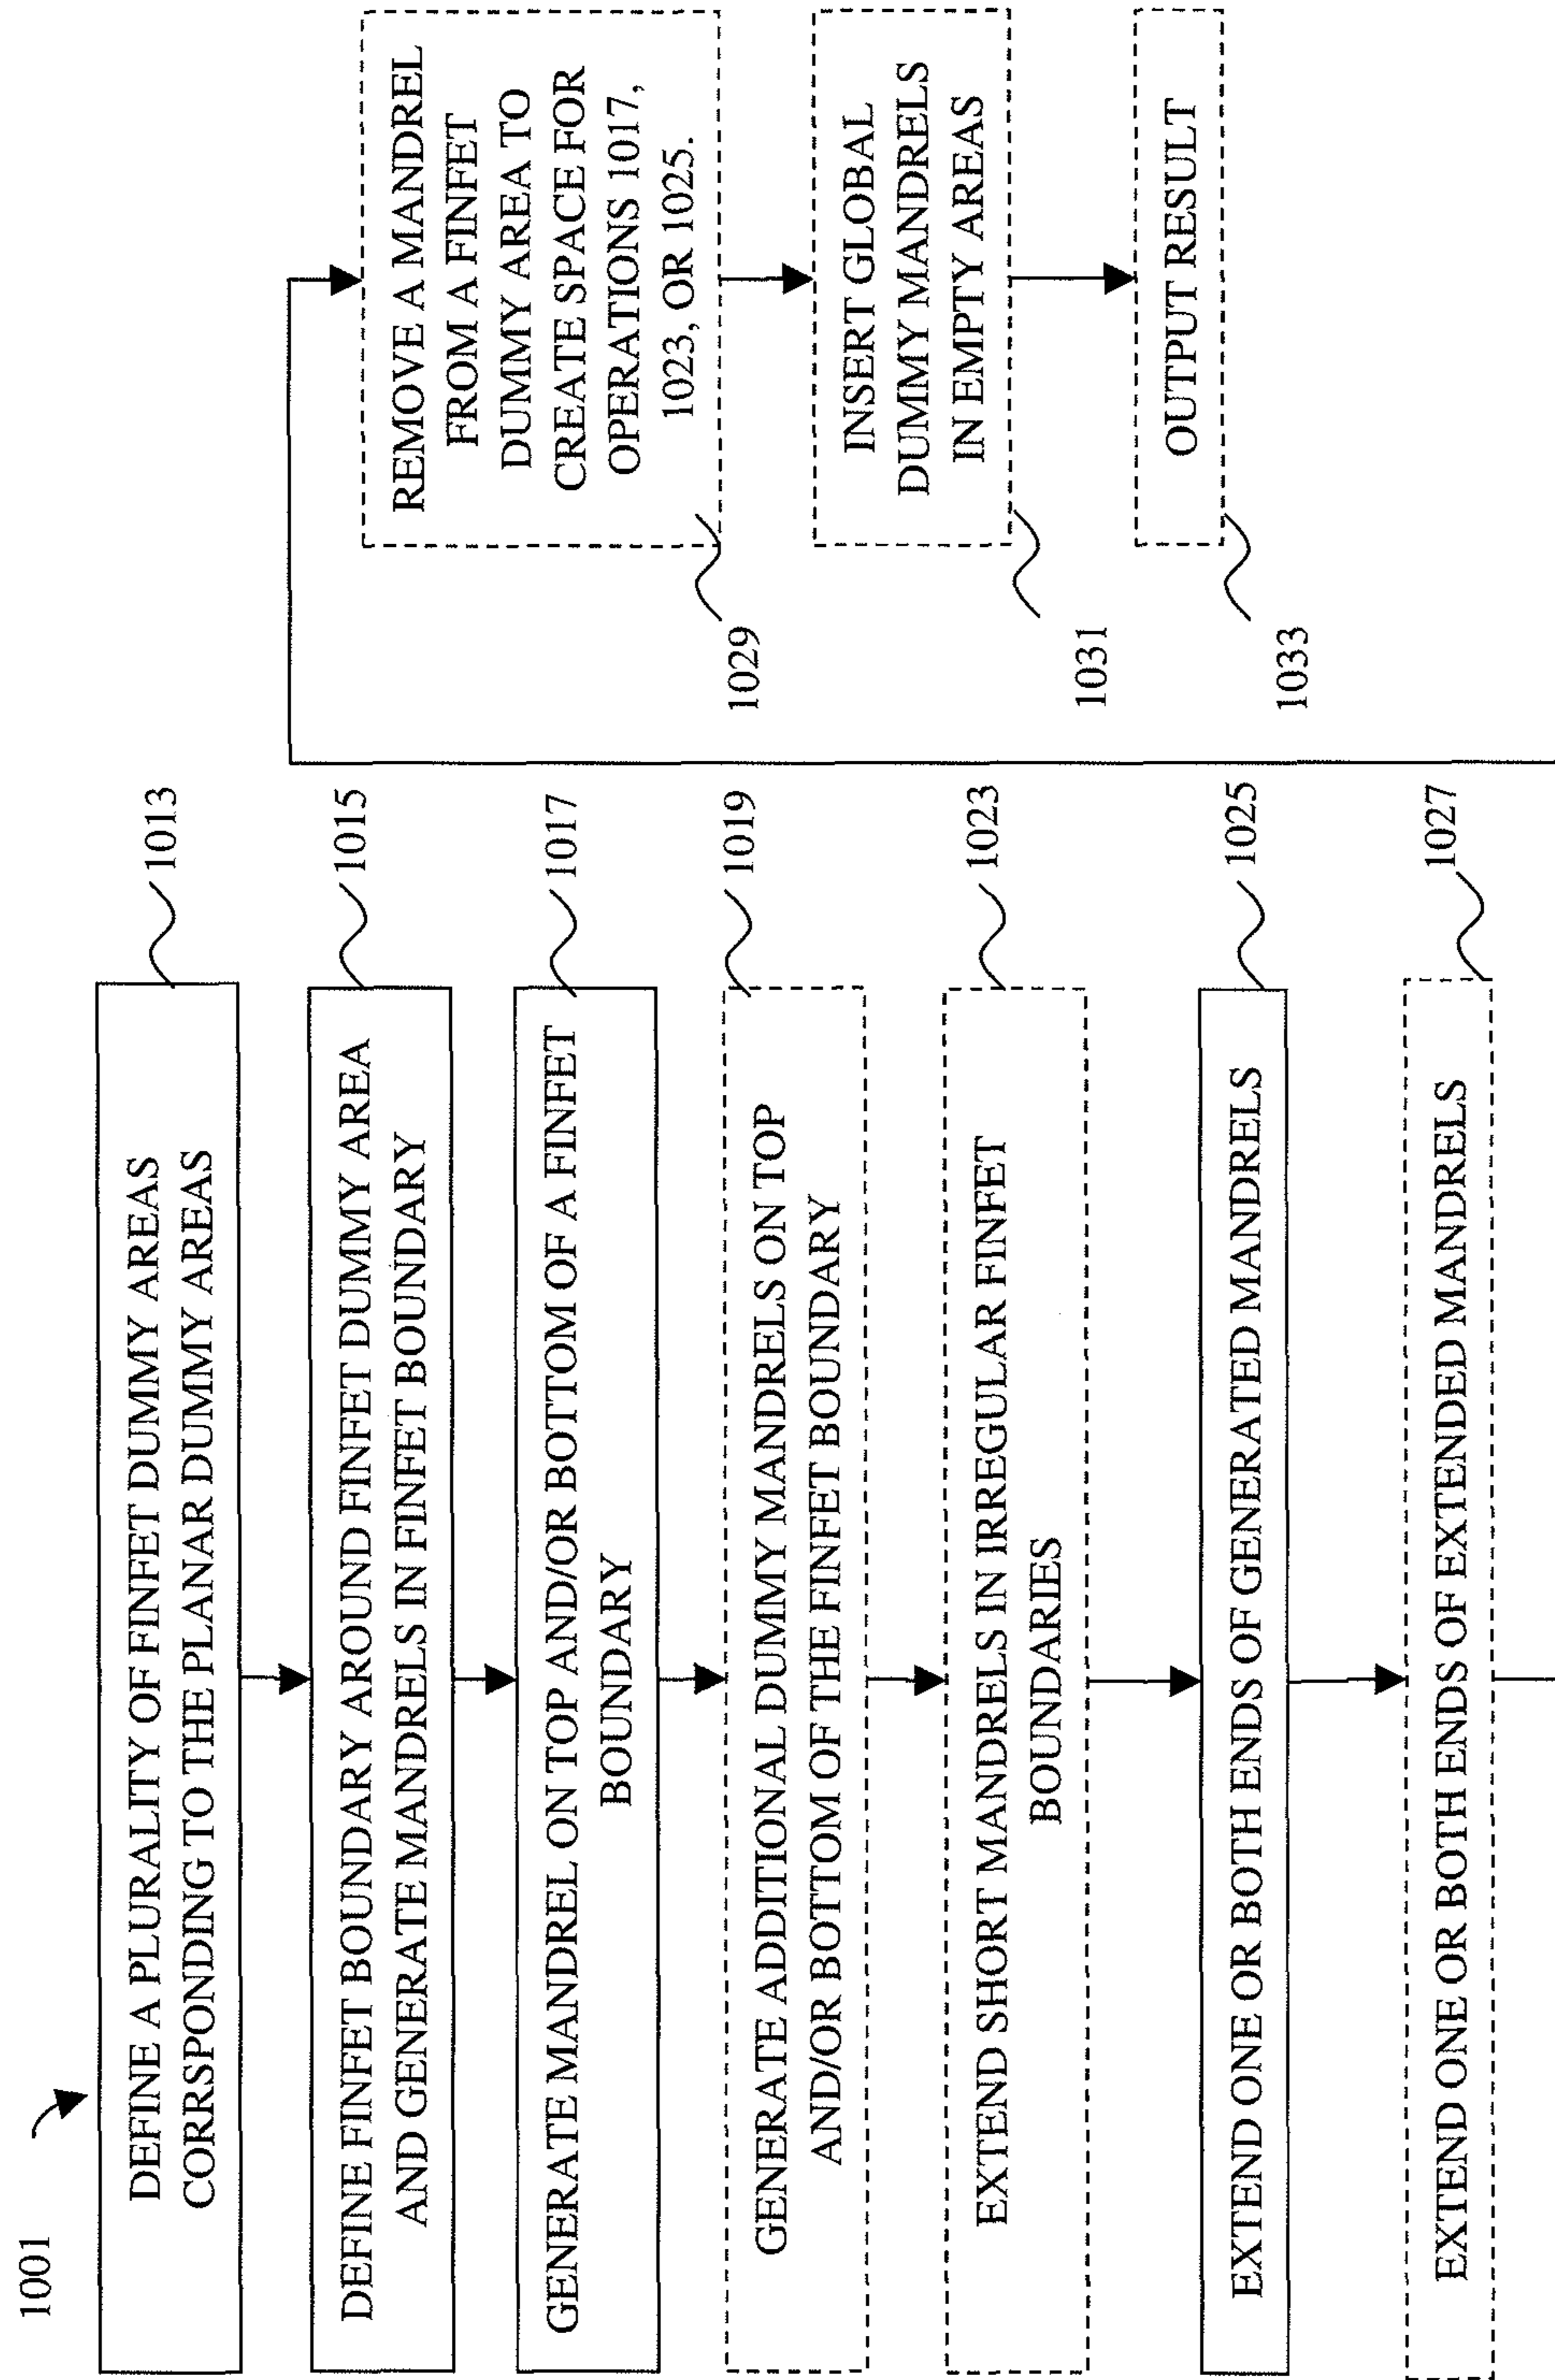 1001
DEFINE A PLURALITY OF FINFET DUMMY AREAS
CORRSPONDING TO THE PLANAR DUMMY AREAS
1013
DEFINE FINFET BOUNDARY AROUND FINFET DUMMY AREA
AND GENERATE MANDRELS IN FINFET BOUNDARY
1015
GENERATE MANDREL ON TOP AND/OR BOTTOM OF A FINFET
BOUNDARY
1017
GENERATE ADDITIONAL DUMMY MANDRELS ON TOP
AND/OR BOTTOM OF THE FINFET BOUNDARY
1019
EXTEND SHORT MANDRELS IN IRREGULAR FINFET
BOUNDARIES
1023
EXTEND ONE OR BOTH ENDS OF GENERATED MANDRELS
1025
EXTEND ONE OR BOTH ENDS OF EXTENDED MANDRELS
1027
REMOVE A MANDREL
FROM A FINFET
DUMMY AREA TO
CREATE SPACE FOR
OPERATIONS 1017,
1023, OR 1025.
1029
INSERT GLOBAL
DUMMY MANDRELS
IN EMPTY AREAS
1031
OUTPUT RESULT
1033